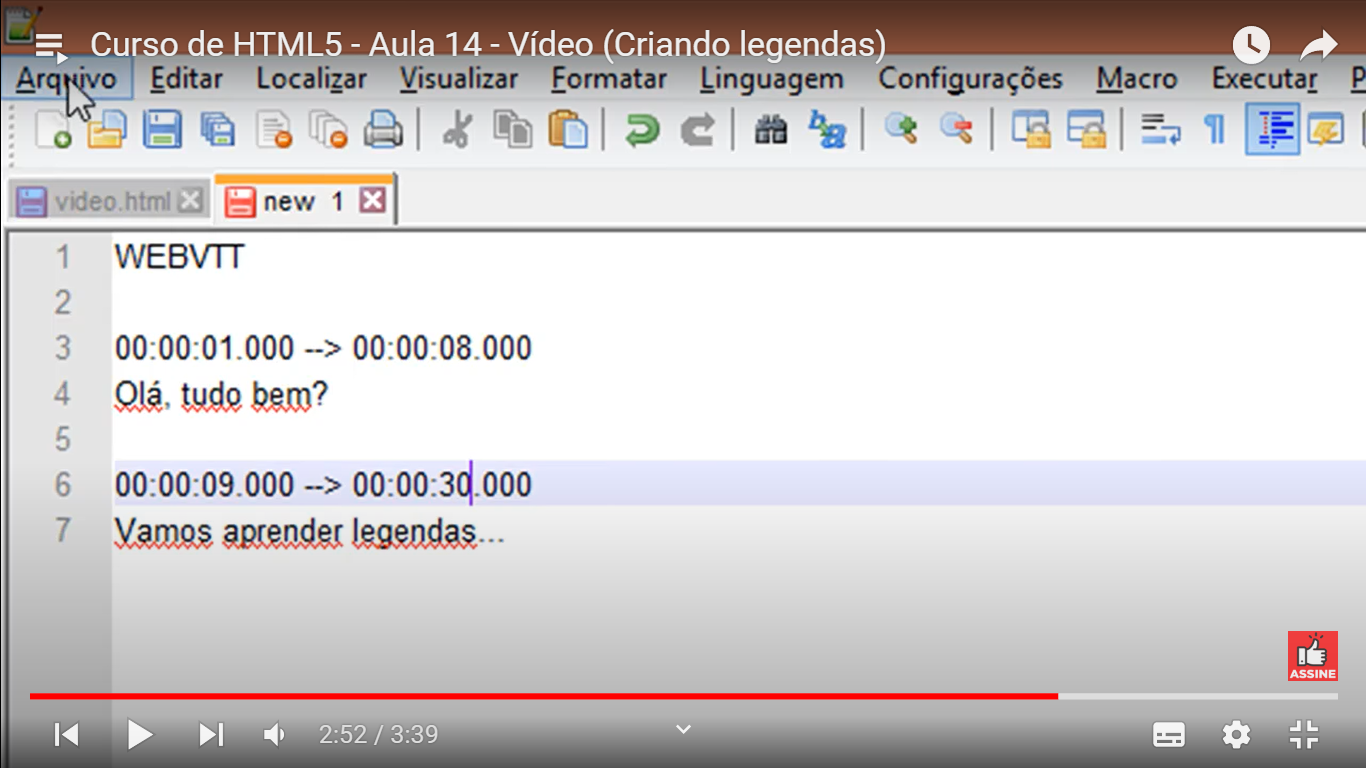 Curso de HTML5 - Aula 14 - Vídeo (Criando legendas)
Arquivo Editar Localizar Visualizar Formatar Linguagem Configurações Macro Executar P
video.html new 1
1 WEBVTT
2
3 00:00:01.000 --> 00:00:08.000
4 Olá, tudo bem?
5
6 00:00:09.000 --> 00:00:30.000
7 Vamos aprender legendas...
ASSINE
2:52 / 3:39